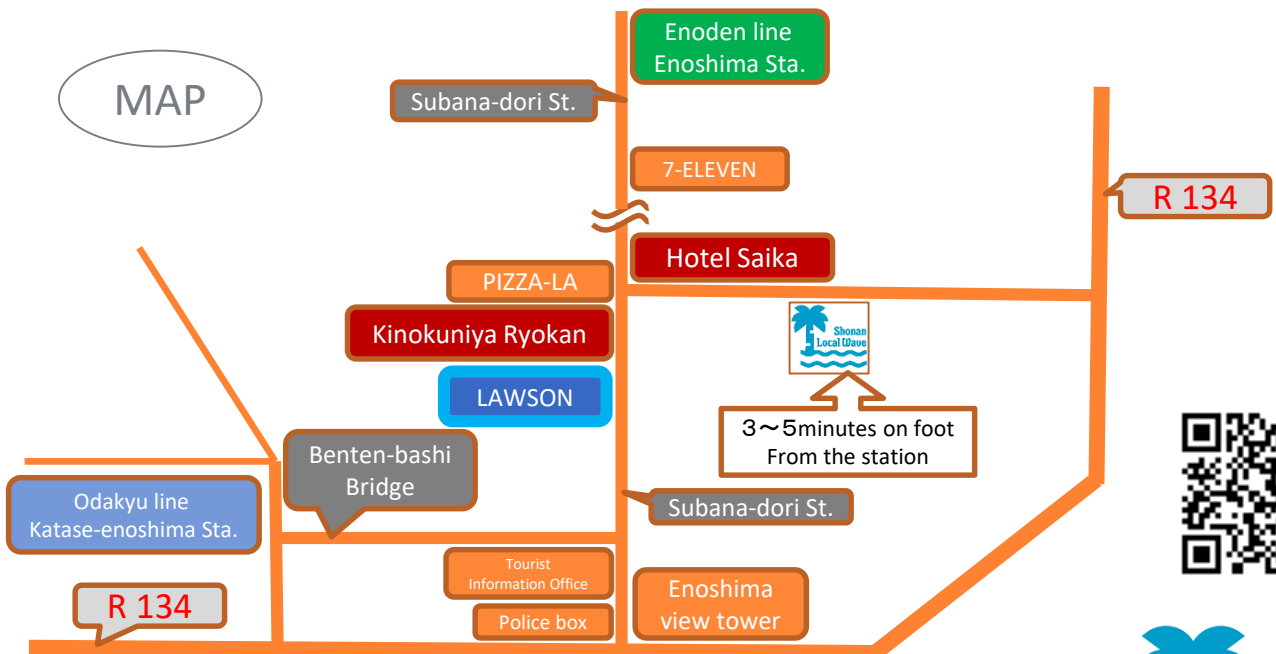 Enoden line
Enoshima Sta.
MAP
Subana-dori St.
7-ELEVEN
R 134
Hotel Saika
PIZZA-LA
Kinokuniya Ryokan
Shonan
Local Wave
LAWSON
3～5minutes on foot
From the station
Benten-bashi
Bridge
Odakyu line
Katase-enoshima Sta.
Subana-dori St.
Tourist
Information Office
Enoshima
view tower
R 134
Police box